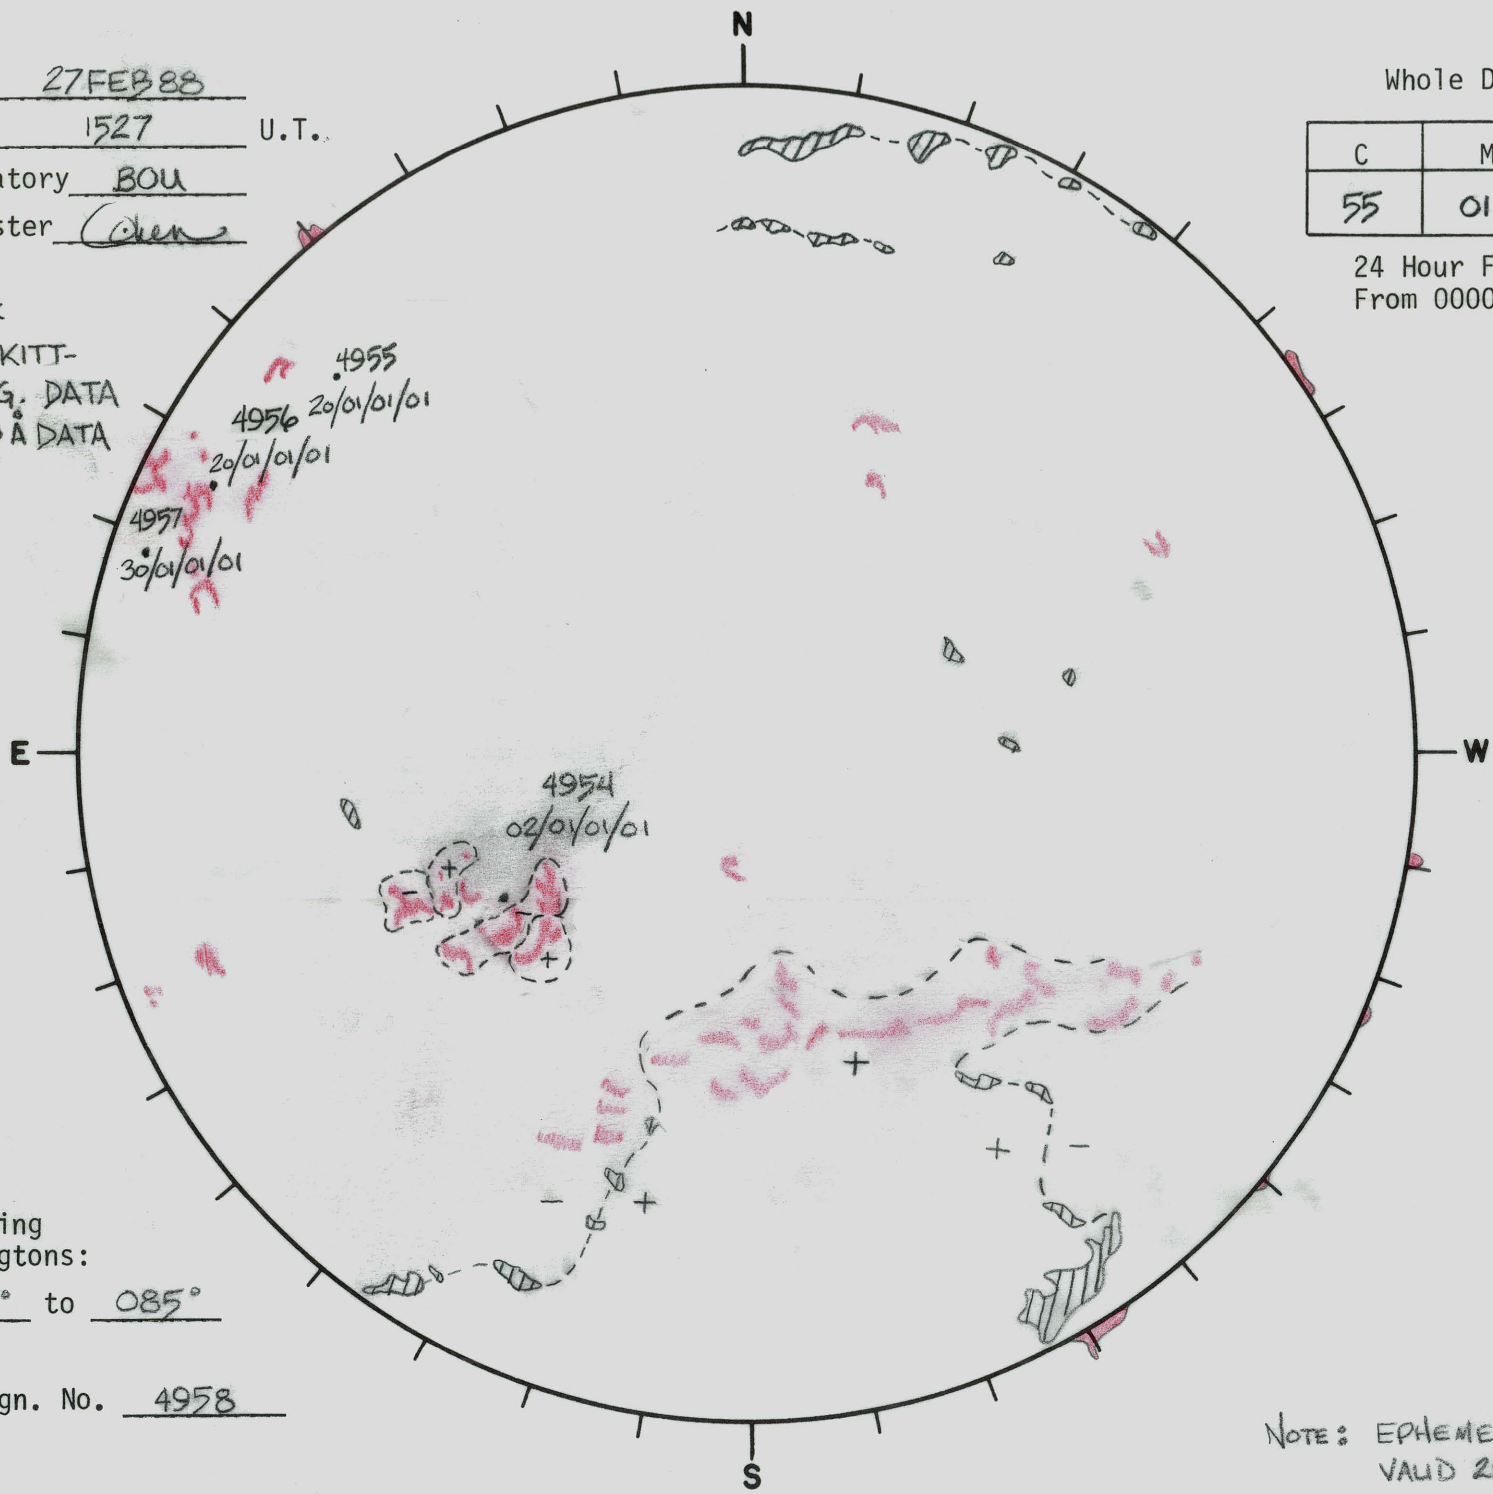 N
27FEB88
1527 U.T.
atory BOU
ster Cohen
Whole D
C M
55 01
24 Hour F
From 0000
KITT-
G. DATA
Å DATA
4955
20/01/01/01
4956
20/01/01/01
4957
30/01/01/01
E
W
4954
02/01/01/01
+
-
+
+
+ -
- +
ing
gtons:
° to 085°
gn. No. 4958
NOTE: EPHEME
VALID 2
S